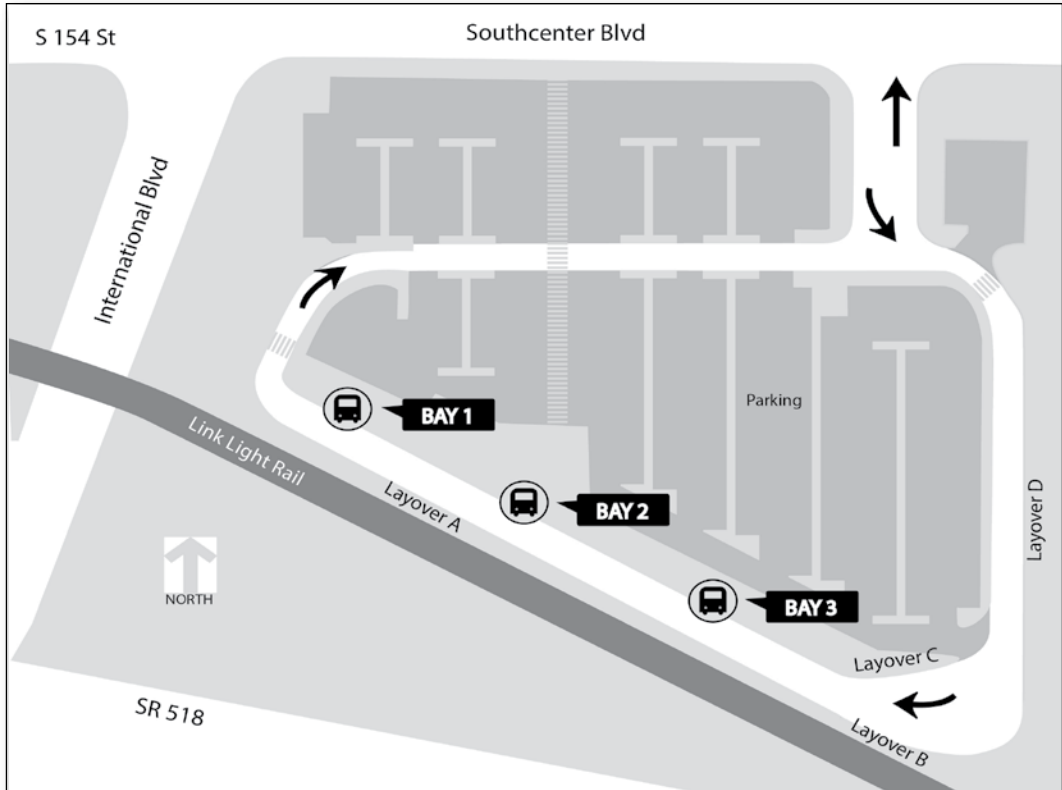 S 154 St
Southcenter Blvd
International Blvd
Parking
BAY 1
Link Light Rail
Layover A
BAY 2
Layover D
NORTH
BAY 3
Layover C
SR 518
Layover B